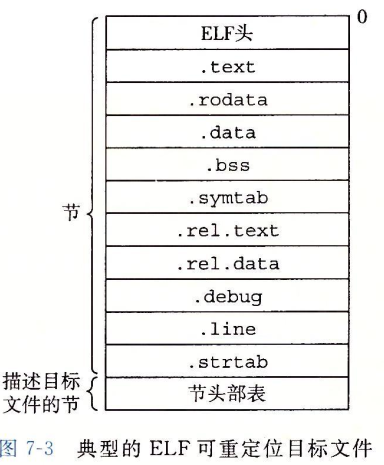 0
ELF头
.text
.rodata
.data
.bss
.symtab
.rel.text
.rel.data
.debug
.line
.strtab
节
描述目标
文件的节
节头部表
图 7-3 典型的 ELF 可重定位目标文件